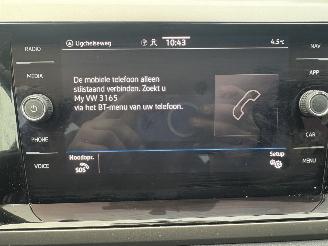 Ugchelseweg 10:43 4.5°C
RADIO
MEDIA
PHONE
VOICE
De mobiele telefoon alleen
stilstaand verbinden. Zoekt u
My VW 3165
via het BT-menu van uw telefoon.
Noodopr.
SOS
Setup
NAV
APP
CAR
MENU